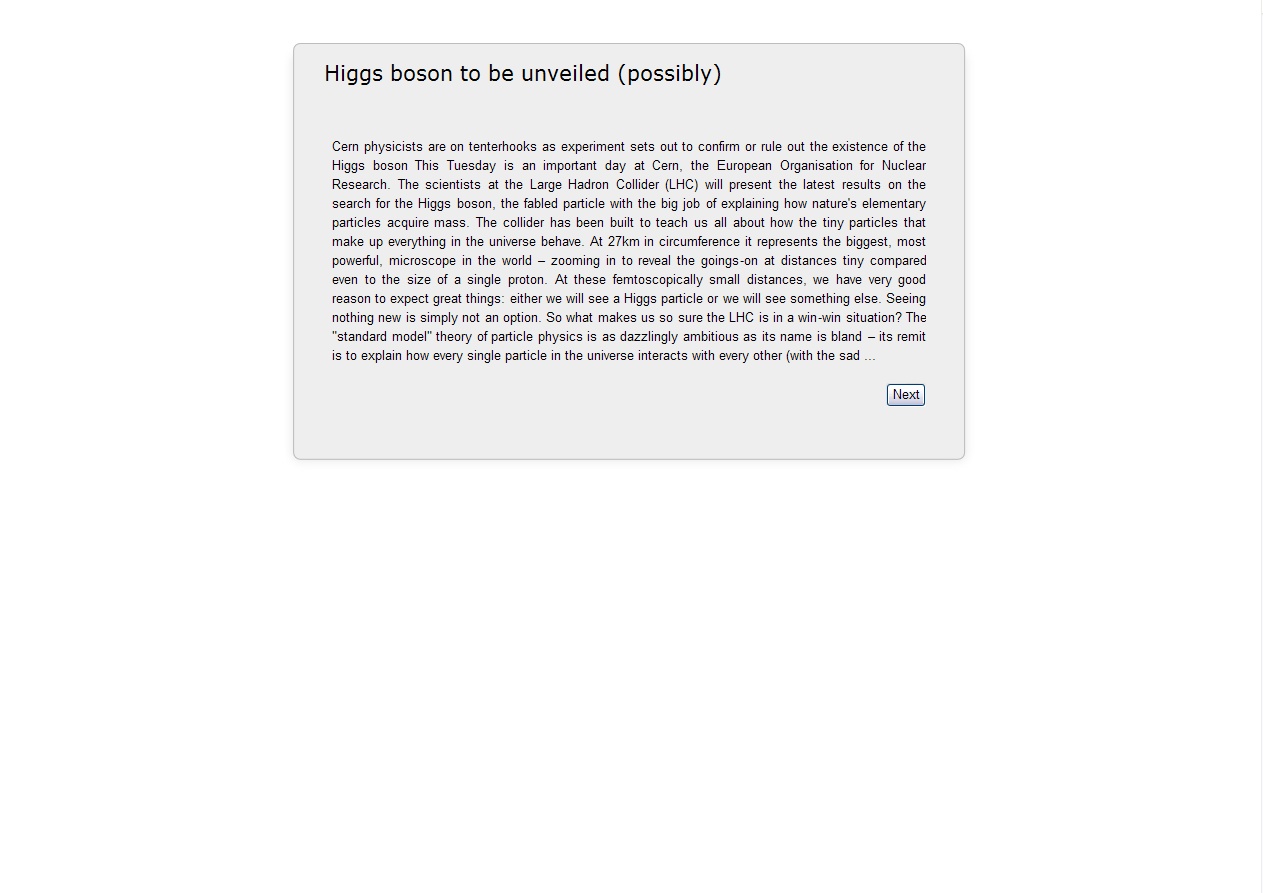 Higgs boson to be unveiled (possibly)
Cern physicists are on tenterhooks as experiment sets out to confirm or rule out the existence of the
Higgs boson This Tuesday is an important day at Cern, the European Organisation for Nuclear
Research. The scientists at the Large Hadron Collider (LHC) will present the latest results on the
search for the Higgs boson, the fabled particle with the big job of explaining how nature's elementary
particles acquire mass. The collider has been built to teach us all about how the tiny particles that
make up everything in the universe behave. At 27km in circumference it represents the biggest, most
powerful, microscope in the world – zooming in to reveal the goings-on at distances tiny compared
even to the size of a single proton. At these femtoscopically small distances, we have very good
reason to expect great things: either we will see a Higgs particle or we will see something else. Seeing
nothing new is simply not an option. So what makes us so sure the LHC is in a win-win situation? The
"standard model" theory of particle physics is as dazzlingly ambitious as its name is bland – its remit
is to explain how every single particle in the universe interacts with every other (with the sad ...
Next